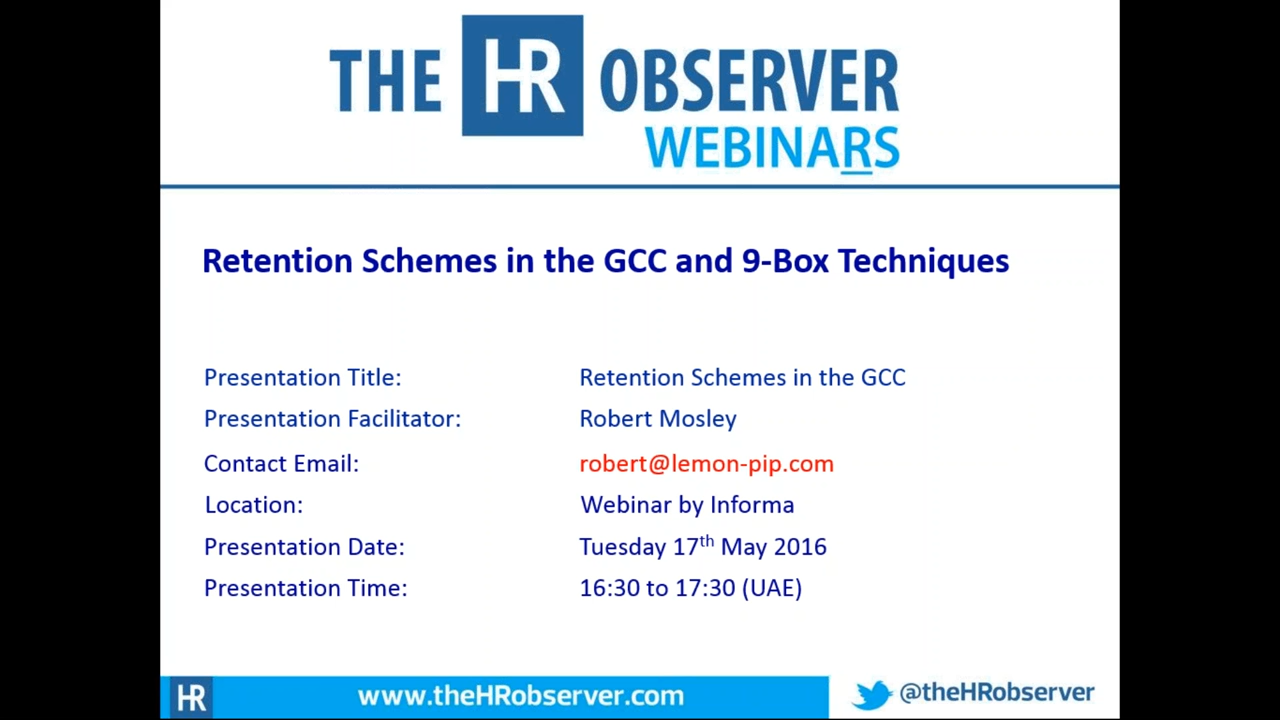 THE HR OBSERVER
WEBINARS
Retention Schemes in the GCC and 9-Box Techniques
Presentation Title: Retention Schemes in the GCC
Presentation Facilitator: Robert Mosley
Contact Email: robert@lemon-pip.com
Location: Webinar by Informa
Presentation Date: Tuesday 17th May 2016
Presentation Time: 16:30 to 17:30 (UAE)
HR www.theHRobserver.com @theHRobserver